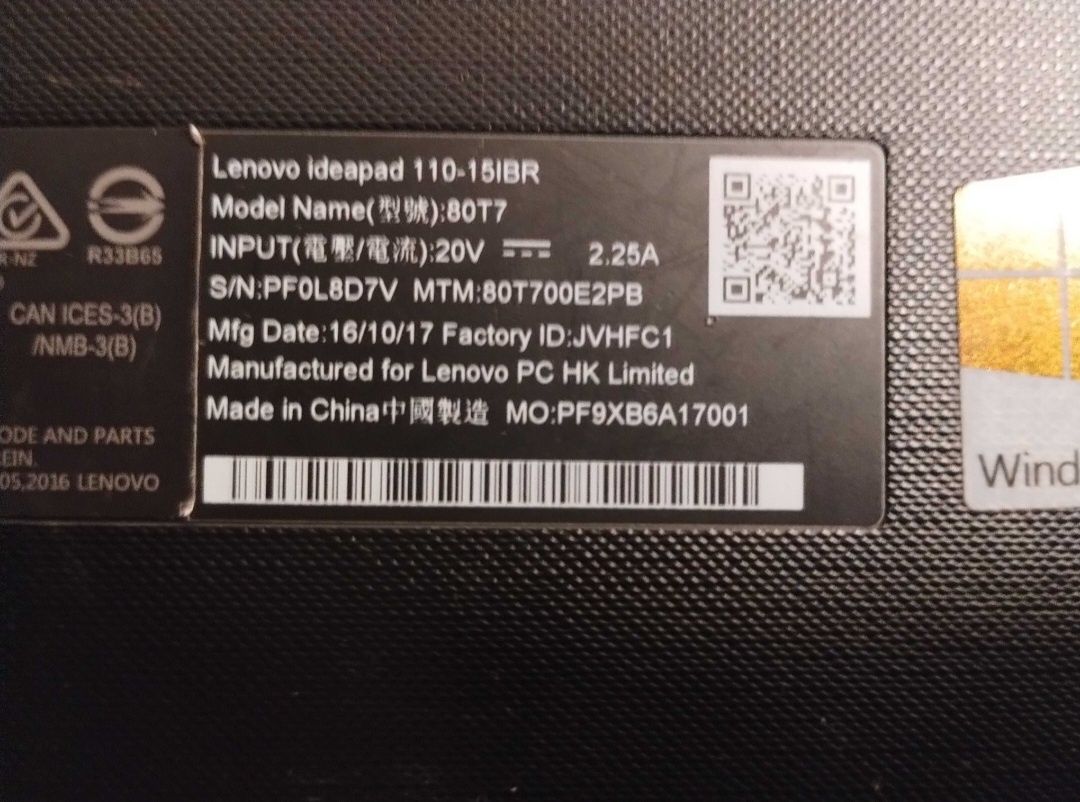 R33B65
CAN ICES-3(B)
/NMB-3(B)
ODE AND PARTS
EIN.
05,2016 LENOVO
Lenovo ideapad 110-15IBR
Model Name(型號):80T7
INPUT(電壓/電流):20V 2.25A
S/N:PF0L8D7V MTM:80T700E2PB
Mfg Date:16/10/17 Factory ID:JVHFC1
Manufactured for Lenovo PC HK Limited
Made in China中國製造 MO:PF9XB6A17001
Wind